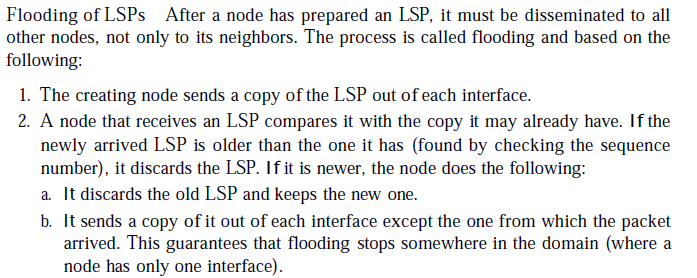 Flooding of LSPs After a node has prepared an LSP, it must be disseminated to all
other nodes, not only to its neighbors. The process is called flooding and based on the
following:
1. The creating node sends a copy of the LSP out of each interface.
2. A node that receives an LSP compares it with the copy it may already have. If the
newly arrived LSP is older than the one it has (found by checking the sequence
number), it discards the LSP. If it is newer, the node does the following:
a. It discards the old LSP and keeps the new one.
b. It sends a copy of it out of each interface except the one from which the packet
arrived. This guarantees that flooding stops somewhere in the domain (where a
node has only one interface).